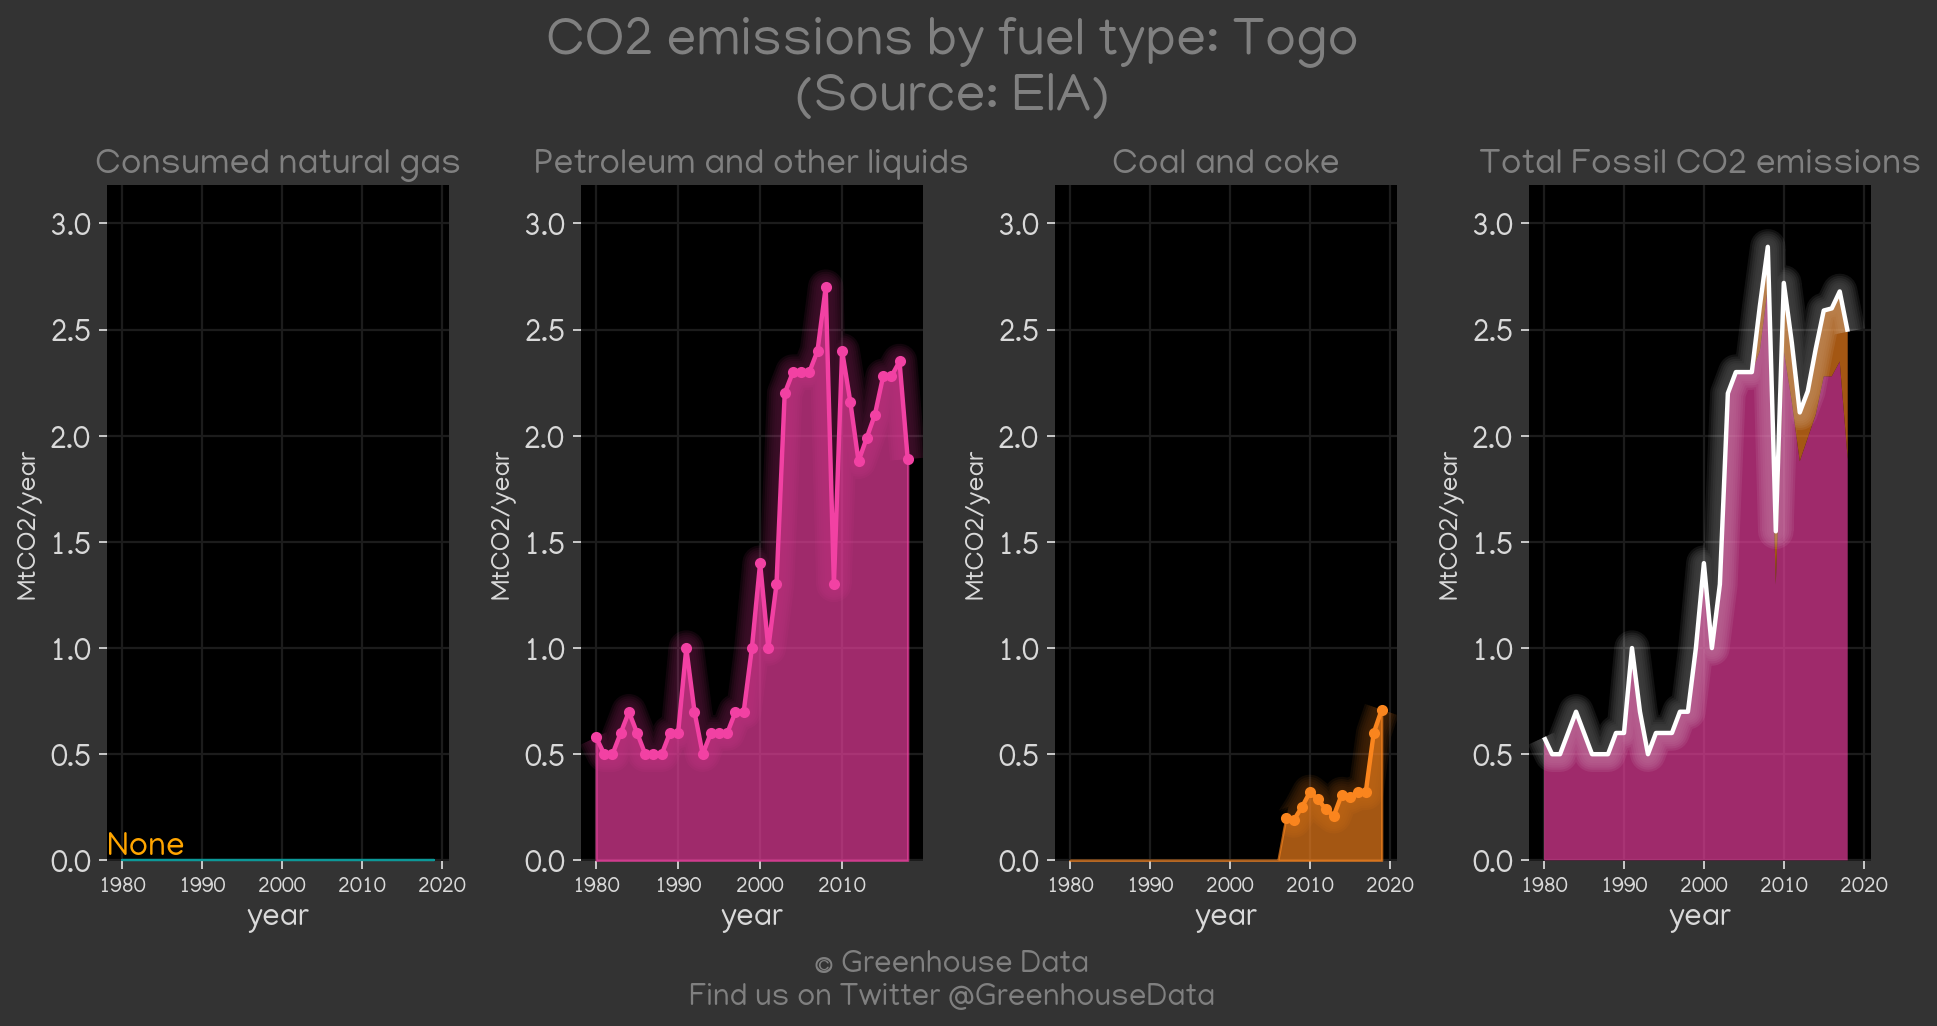 CO2 emissions by fuel type: Togo
(Source: EIA)
Consumed natural gas
3.0
2.5
2.0
1.5
1.0
0.5
0.0
MtCO2/year
None
1980 1990 2000 2010 2020
year
Petroleum and other liquids
3.0
2.5
2.0
1.5
1.0
0.5
0.0
MtCO2/year
1980 1990 2000 2010
year
Coal and coke
3.0
2.5
2.0
1.5
1.0
0.5
0.0
MtCO2/year
1980 1990 2000 2010 2020
year
Total Fossil CO2 emissions
3.0
2.5
2.0
1.5
1.0
0.5
0.0
MtCO2/year
1980 1990 2000 2010 2020
year
© Greenhouse Data
Find us on Twitter @GreenhouseData